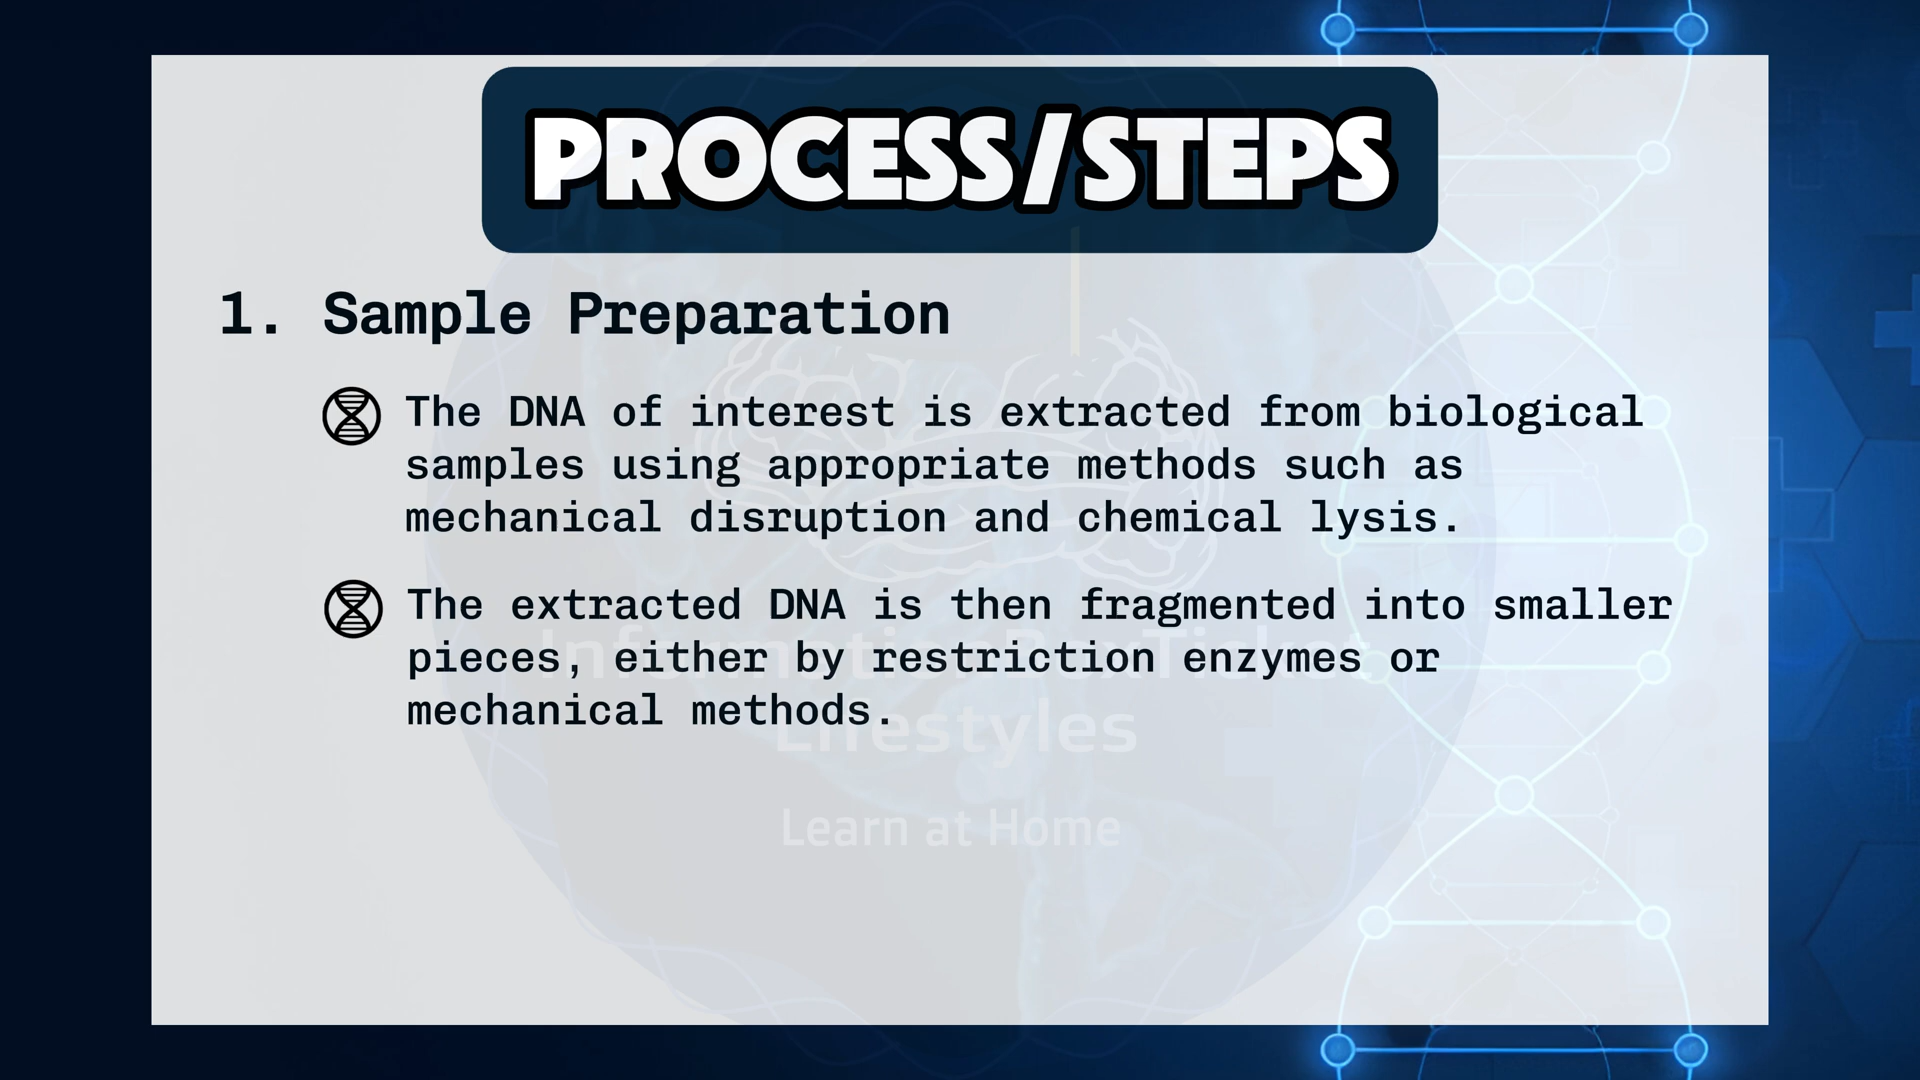 PROCESS/STEPS
1. Sample Preparation
The DNA of interest is extracted from biological
samples using appropriate methods such as
mechanical disruption and chemical lysis.
The extracted DNA is then fragmented into smaller
pieces, either by restriction enzymes or
mechanical methods.
Lifestyles
Learn at Home